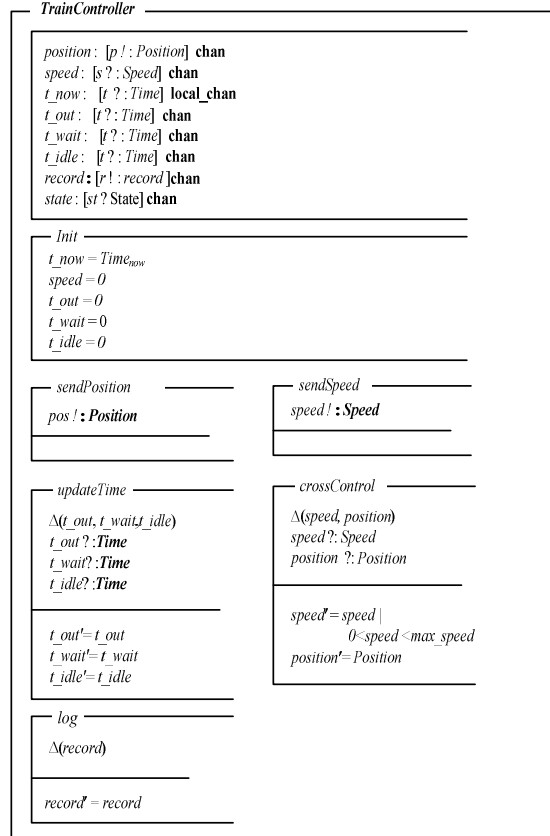 TrainController
position: [p!: Position] chan
speed: [s?: Speed] chan
t_now: [t ?: Time] local_chan
t_out: [t?: Time] chan
t_wait: [t?: Time] chan
t_idle: [t?: Time] chan
record: [r!: record]chan
state: [st? State] chan
Init
t_now = Timenow
speed = 0
t_out = 0
t_wait = 0
t_idle = 0
sendPosition
pos!: Position
sendSpeed
speed!: Speed
updateTime
Δ(t_out, t_wait,t_idle)
t_out?:Time
t_wait?:Time
t_idle?:Time
t_out'= t_out
t_wait'= t_wait
t_idle'= t_idle
crossControl
Δ(speed, position)
speed?: Speed
position ?: Position
speed'= speed |
0<speed <max_speed
position'= Position
log
Δ(record)
record' = record